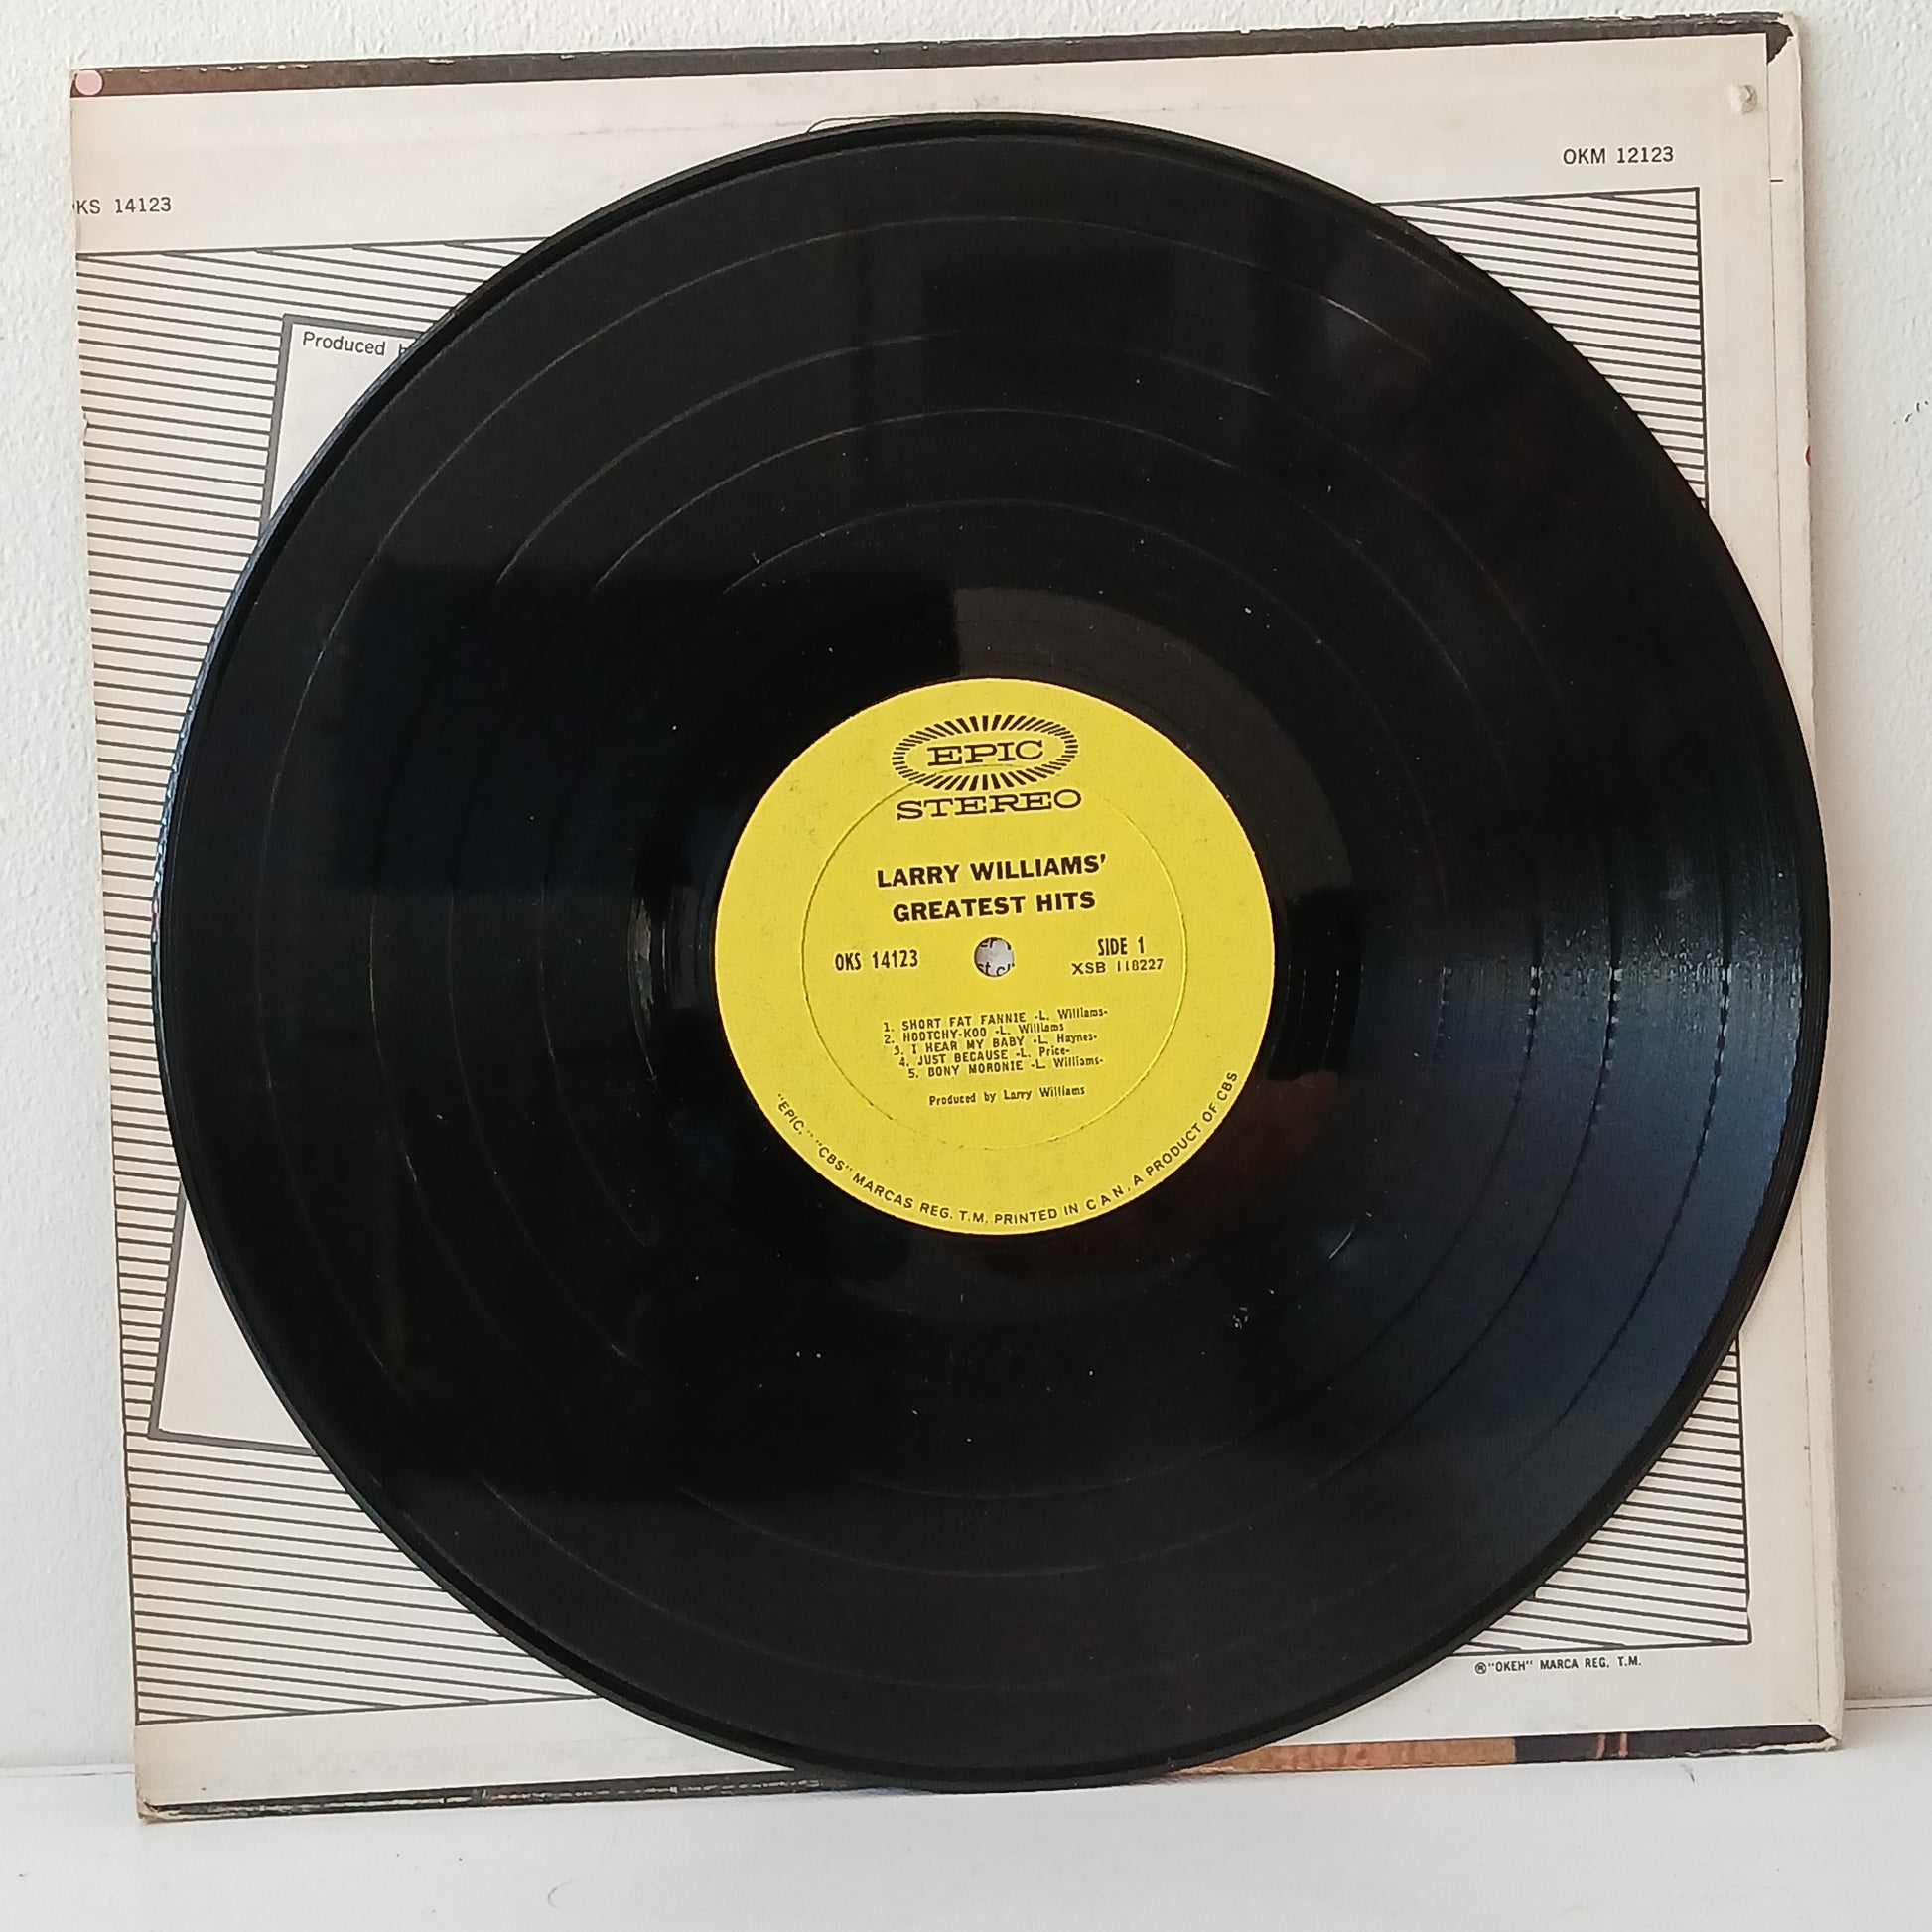 KS 14123
OKM 12123
Produced
EPIC
STEREO
LARRY WILLIAMS'
GREATEST HITS
OKS 14123
SIDE 1
XSB 118227
1. SHORT FAT FANNIE -L. Williams-
2. HOOTCHY-KOO -L. Williams
3. I HEAR MY BABY -L. Haynes-
4. JUST BECAUSE -L. Price-
5. BONY MORONIE -L. Williams-
Produced by Larry Williams
"EPIC," "CBS" MARCAS REG. T.M. PRINTED IN CAN. A PRODUCT OF CBS
®"OKEH" MARCA REG. T.M.